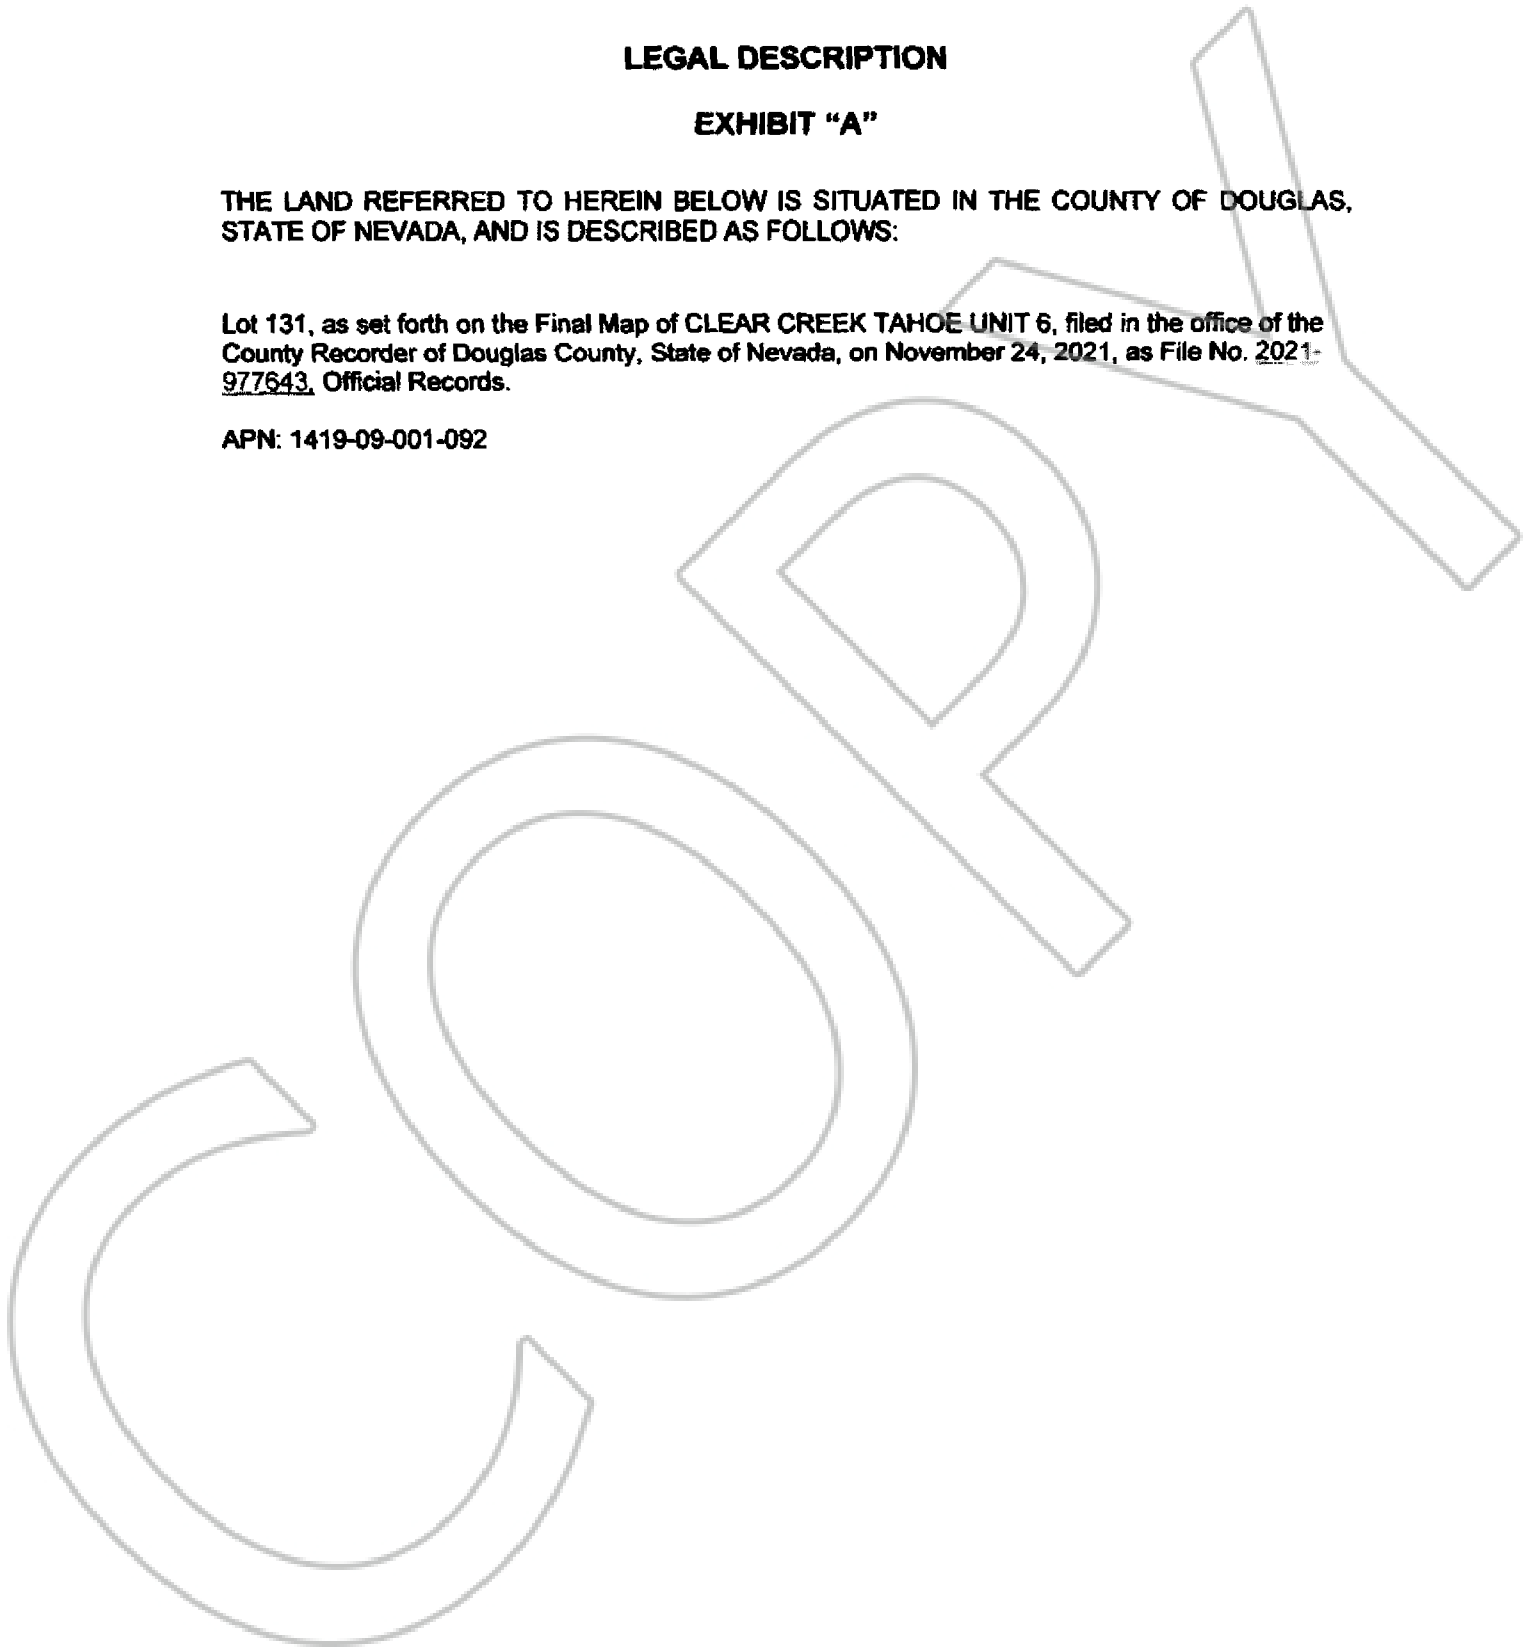 LEGAL DESCRIPTION
EXHIBIT “A”
THE LAND REFERRED TO HEREIN BELOW IS SITUATED IN THE COUNTY OF DOUGLAS,
STATE OF NEVADA, AND IS DESCRIBED AS FOLLOWS:
Lot 131, as set forth on the Final Map of CLEAR CREEK TAHOE UNIT 6, filed in the office of the
County Recorder of Douglas County, State of Nevada, on November 24, 2021, as File No. 2021-
977643, Official Records.
APN: 1419-09-001-092
COPY